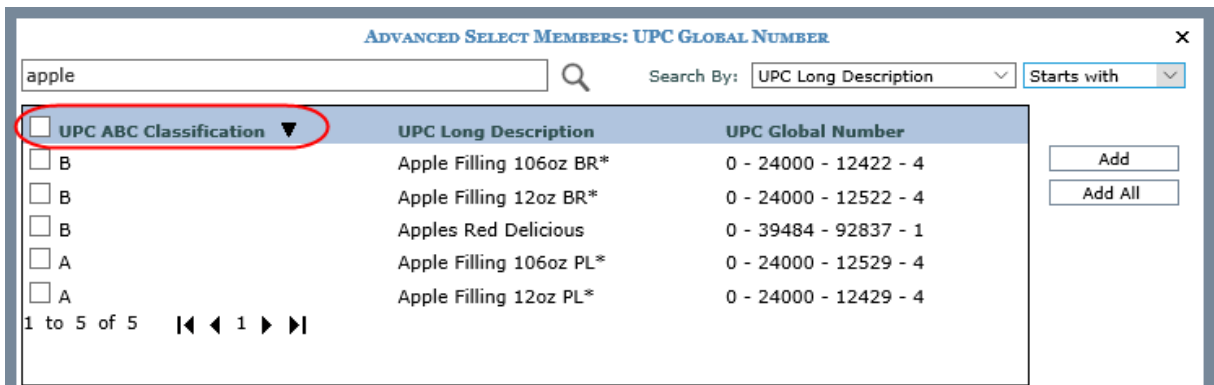 ADVANCED SELECT MEMBERS: UPC GLOBAL NUMBER
apple Search By: UPC Long Description Starts with
UPC ABC Classification UPC Long Description UPC Global Number
B Apple Filling 106oz BR* 0 - 24000 - 12422 - 4
B Apple Filling 12oz BR* 0 - 24000 - 12522 - 4
B Apples Red Delicious 0 - 39484 - 92837 - 1
A Apple Filling 106oz PL* 0 - 24000 - 12529 - 4
A Apple Filling 12oz PL* 0 - 24000 - 12429 - 4
1 to 5 of 5 1
Add
Add All